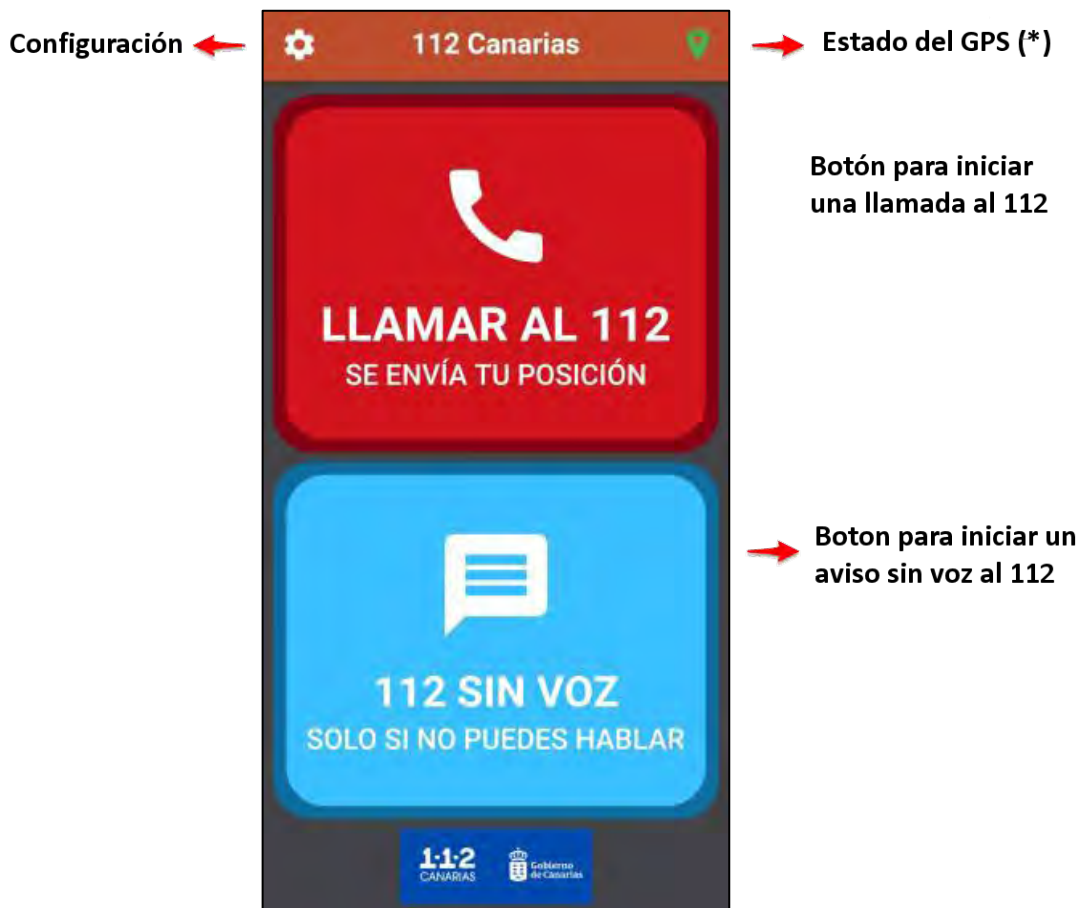 Configuración
112 Canarias
Estado del GPS (*)
Botón para iniciar
una llamada al 112
LLAMAR AL 112
SE ENVÍA TU POSICIÓN
Boton para iniciar un
aviso sin voz al 112
112 SIN VOZ
SOLO SI NO PUEDES HABLAR
1·1·2
CANARIAS
Gobierno
de Canarias